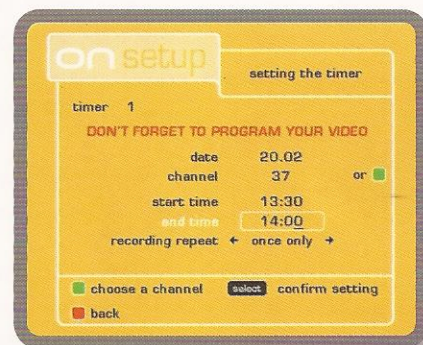 on setup
setting the timer
timer 1
DON'T FORGET TO PROGRAM YOUR VIDEO
date 20.02
channel 37 or
start time 13:30
end time 14:00
recording repeat once only
choose a channel select confirm setting
back